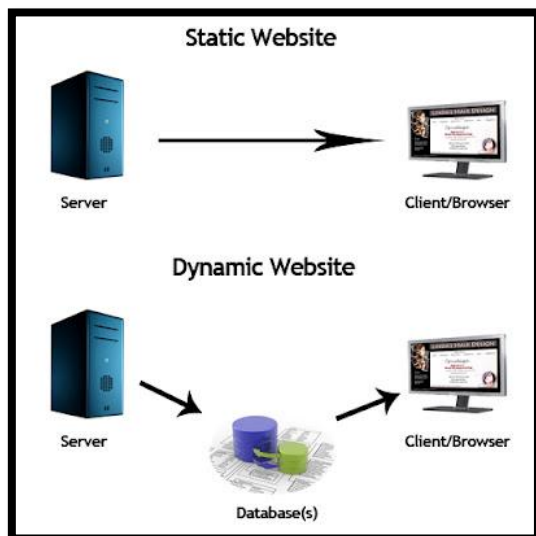 Static Website
Server
Client/Browser
Dynamic Website
Server
Client/Browser
Database(s)